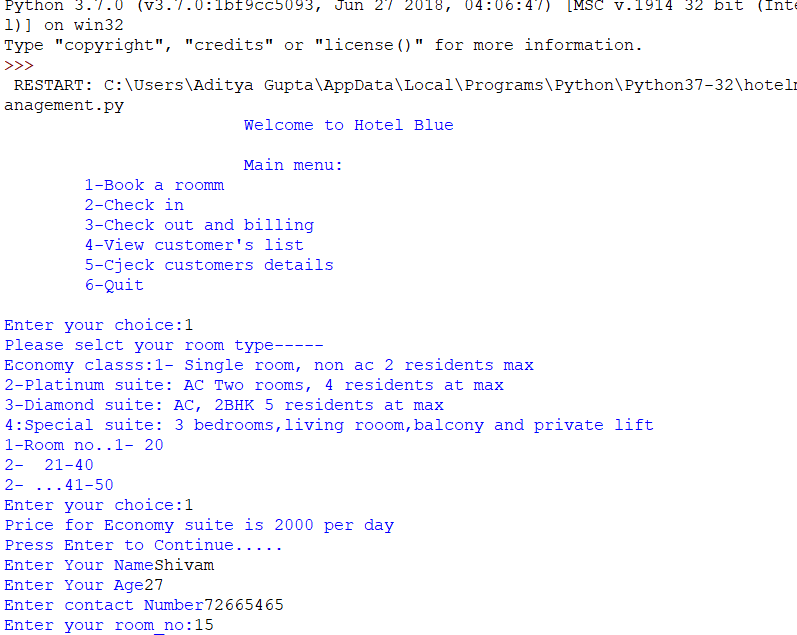 Python 3.7.0 (v3.7.0:1bf9cc5093, Jun 27 2018, 04:06:47) [MSC v.1914 32 bit (Inte
l)] on win32
Type "copyright", "credits" or "license()" for more information.
>>>
RESTART: C:\Users\Aditya Gupta\AppData\Local\Programs\Python\Python37-32\hotelm
anagement.py
Welcome to Hotel Blue
Main menu:
1-Book a roomm
2-Check in
3-Check out and billing
4-View customer's list
5-Cjeck customers details
6-Quit
Enter your choice:1
Please selct your room type-----
Economy classs:1- Single room, non ac 2 residents max
2-Platinum suite: AC Two rooms, 4 residents at max
3-Diamond suite: AC, 2BHK 5 residents at max
4:Special suite: 3 bedrooms,living rooom,balcony and private lift
1-Room no..1- 20
2-  21-40
2- ...41-50
Enter your choice:1
Price for Economy suite is 2000 per day
Press Enter to Continue.....
Enter Your NameShivam
Enter Your Age27
Enter contact Number72665465
Enter your room_no:15